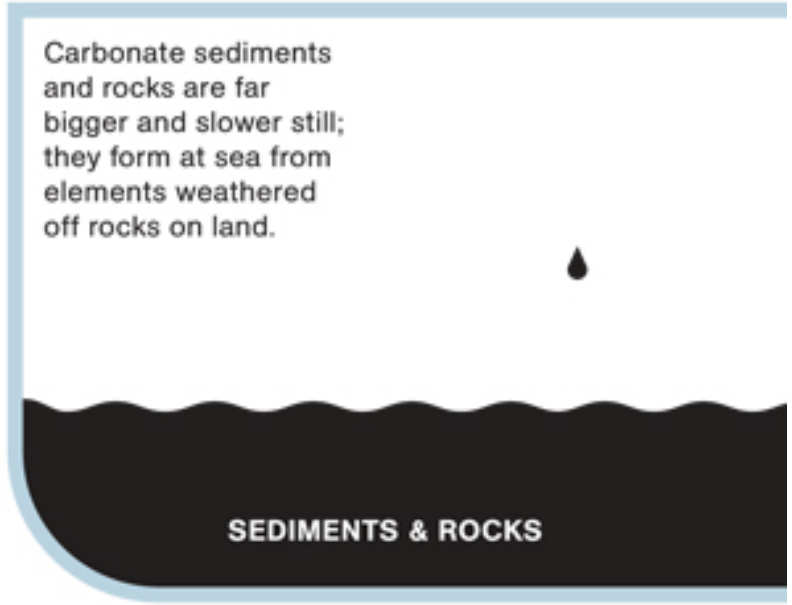 Carbonate sediments
and rocks are far
bigger and slower still;
they form at sea from
elements weathered
off rocks on land.
SEDIMENTS & ROCKS